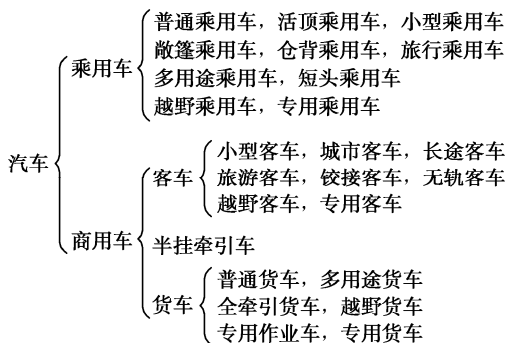 普通乘用车，活顶乘用车，小型乘用车
敞篷乘用车，仓背乘用车，旅行乘用车
乘用车
多用途乘用车，短头乘用车
越野乘用车，专用乘用车
汽车
小型客车，城市客车，长途客车
客车
旅游客车，铰接客车，无轨客车
越野客车，专用客车
商用车
半挂牵引车
普通货车，多用途货车
货车
全牵引货车，越野货车
专用作业车，专用货车